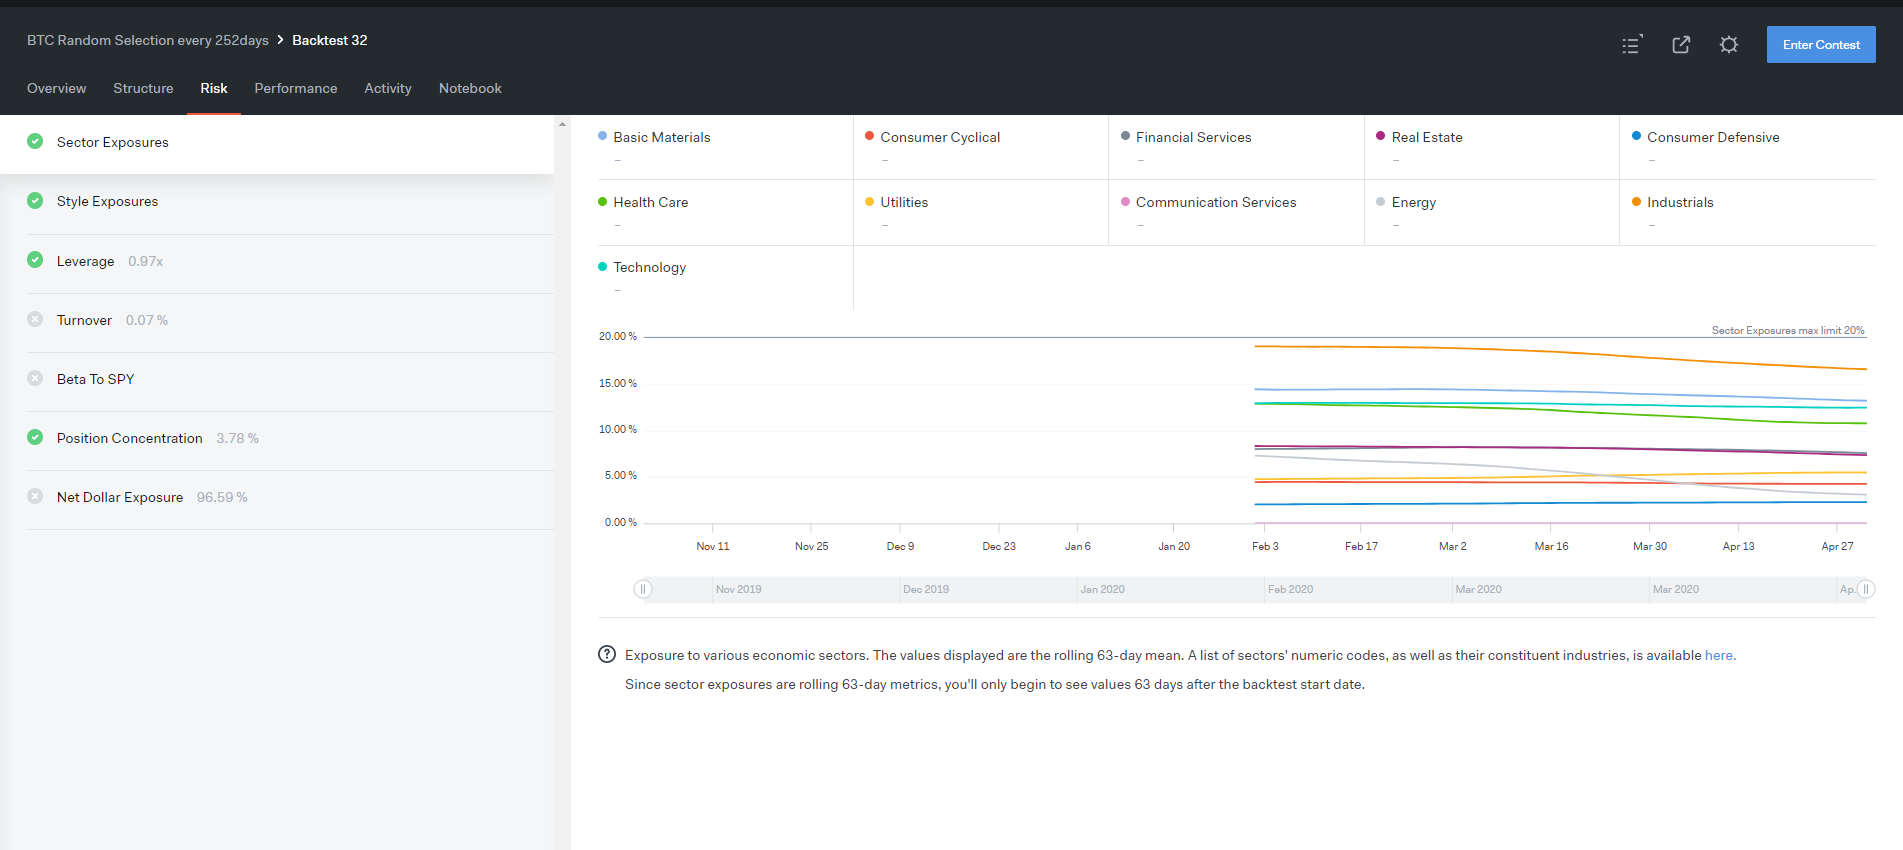 BTC Random Selection every 252days > Backtest 32
Enter Contest
Overview Structure Risk Performance Activity Notebook
Sector Exposures
Style Exposures
Leverage 0.97x
Turnover 0.07 %
Beta To SPY
Position Concentration 3.78 %
Net Dollar Exposure 96.59 %
Basic Materials Consumer Cyclical Financial Services Real Estate Consumer Defensive
– – – – –
Health Care Utilities Communication Services Energy Industrials
– – – – –
Technology
–
Sector Exposures max limit 20%
20.00 %
15.00 %
10.00 %
5.00 %
0.00 %
Nov 11 Nov 25 Dec 9 Dec 23 Jan 6 Jan 20 Feb 3 Feb 17 Mar 2 Mar 16 Mar 30 Apr 13 Apr 27
Nov 2019 Dec 2019 Jan 2020 Feb 2020 Mar 2020 Mar 2020 Ap.
Exposure to various economic sectors. The values displayed are the rolling 63-day mean. A list of sectors' numeric codes, as well as their constituent industries, is available here.
Since sector exposures are rolling 63-day metrics, you'll only begin to see values 63 days after the backtest start date.